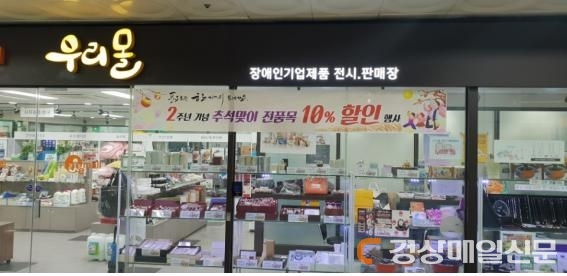 우리몰
장애인기업제품 전시.판매장
2주년 기념 추석맞이 전품목 10% 할인 행사
경상매일신문